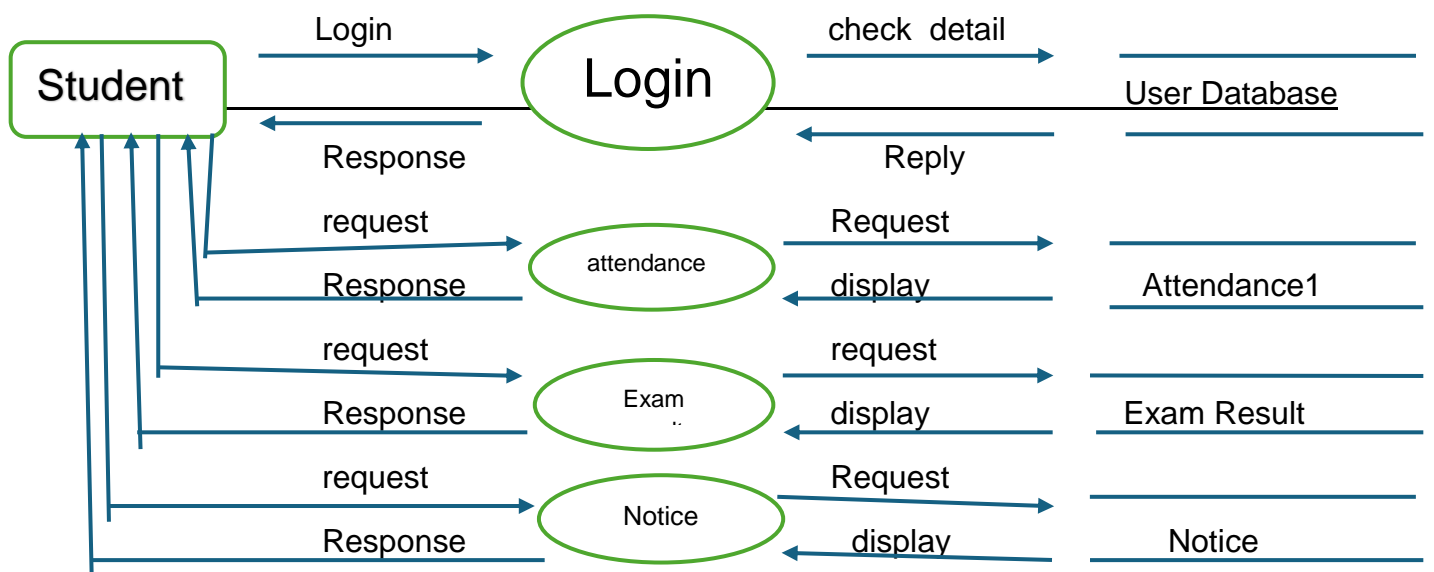 Login check detail
Student Login User Database
Response Reply
request Request
attendance
Response display Attendance1
request request
Exam
Response display Exam Result
request Request
Notice
Response display Notice